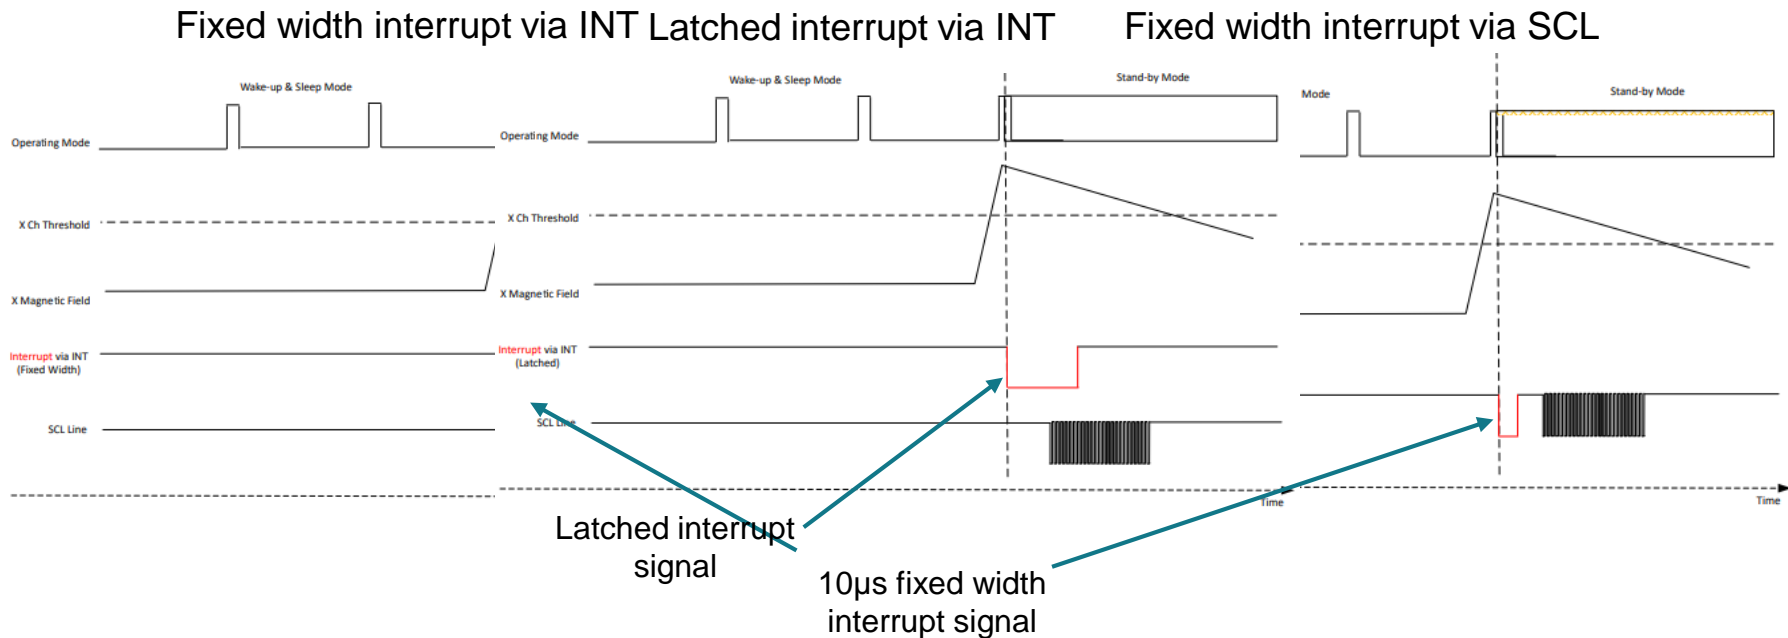 Fixed width interrupt via INT
Latched interrupt via INT
Fixed width interrupt via SCL
Wake-up & Sleep Mode
Operating Mode
X Ch Threshold
X Magnetic Field
Interrupt via INT
(Fixed Width)
SCL Line
Wake-up & Sleep Mode
Stand-by Mode
Operating Mode
X Ch Threshold
X Magnetic Field
Interrupt via INT
(Latched)
SCL Line
Time
Mode
Stand-by Mode
Time
Latched interrupt
signal
10µs fixed width
interrupt signal